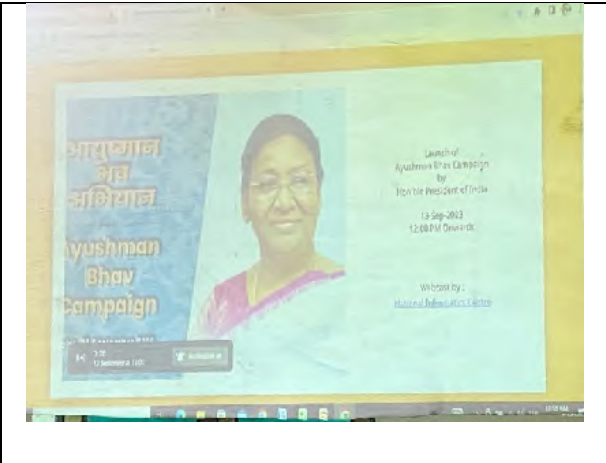 आयुष्मान
भव
अभियान
Ayushman
Bhav
Campaign
Launch of
Ayushman Bhav Campaign
by
Hon'ble President of India
13-Sep-2023
12:00 PM Onwards
Webcast by :
National Informatics Centre